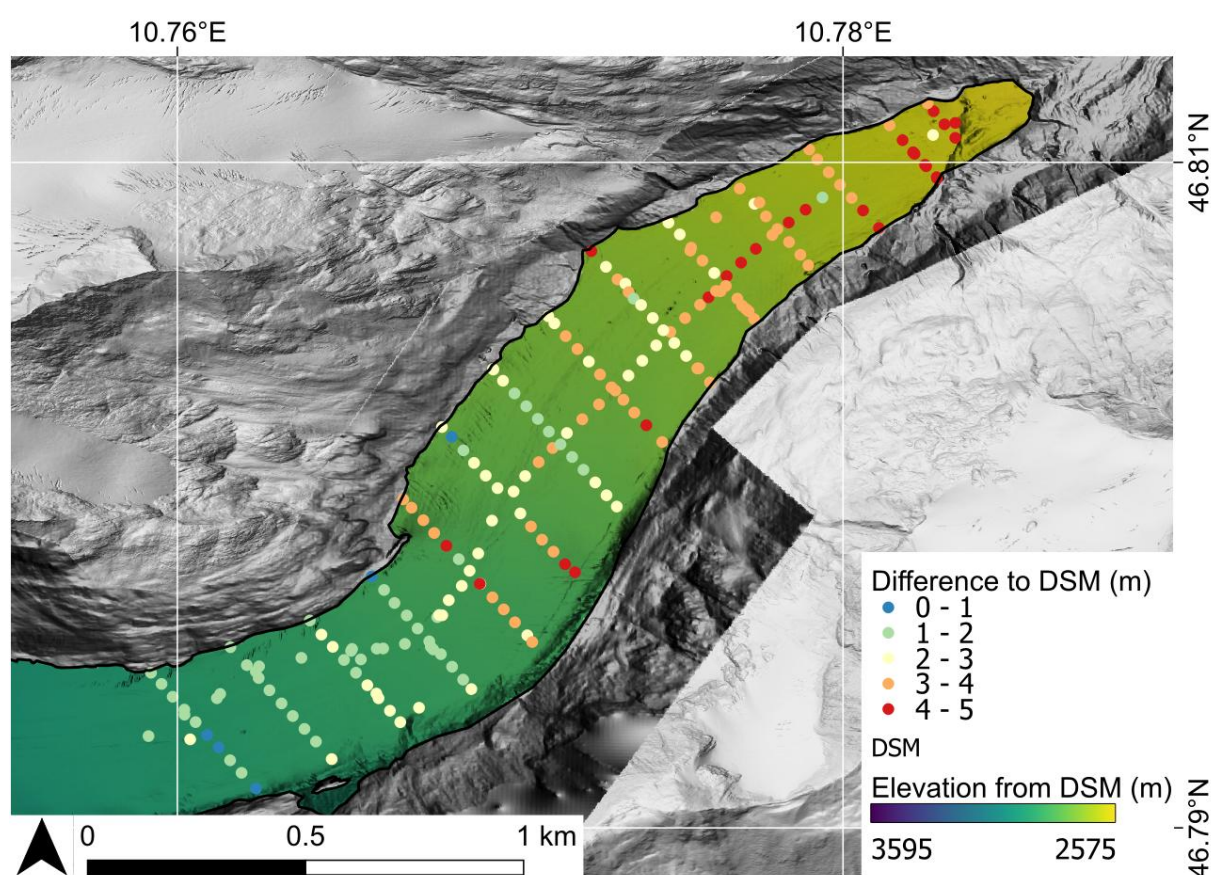 10.76°E
10.78°E
46.81°N
Difference to DSM (m)
0 - 1
1 - 2
2 - 3
3 - 4
4 - 5
DSM
Elevation from DSM (m)
3595
2575
46.79°N
0
0.5
1 km